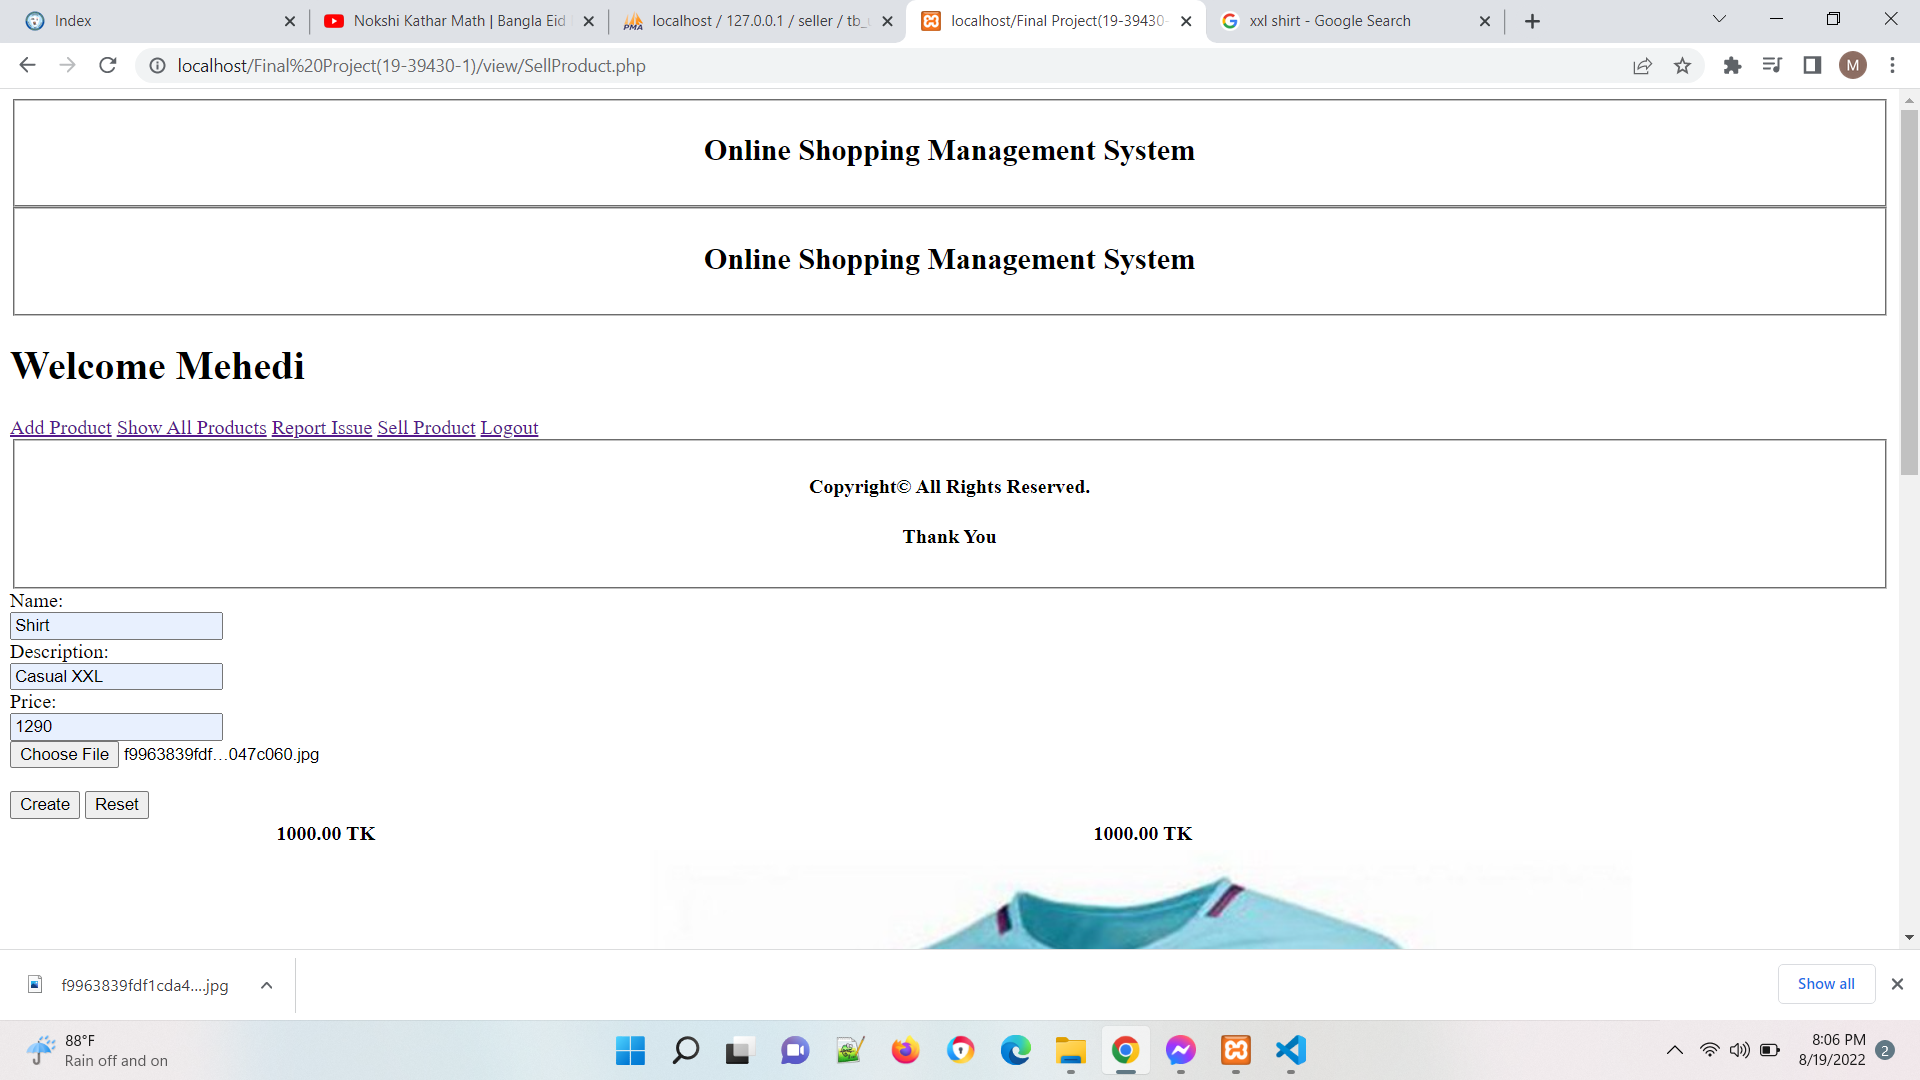 Index
Nokshi Kathar Math | Bangla Eid
localhost / 127.0.0.1 / seller / tb_
localhost/Final Project(19-39430-
xxl shirt - Google Search
localhost/Final%20Project(19-39430-1)/view/SellProduct.php
M
Online Shopping Management System
Online Shopping Management System
Welcome Mehedi
Add Product Show All Products Report Issue Sell Product Logout
Copyright© All Rights Reserved.
Thank You
Name:
Shirt
Description:
Casual XXL
Price:
1290
Choose File f9963839fdf...047c060.jpg
Create Reset
1000.00 TK 1000.00 TK
f9963839fdf1cda4....jpg
Show all
88°F
Rain off and on
8:06 PM
8/19/2022
2